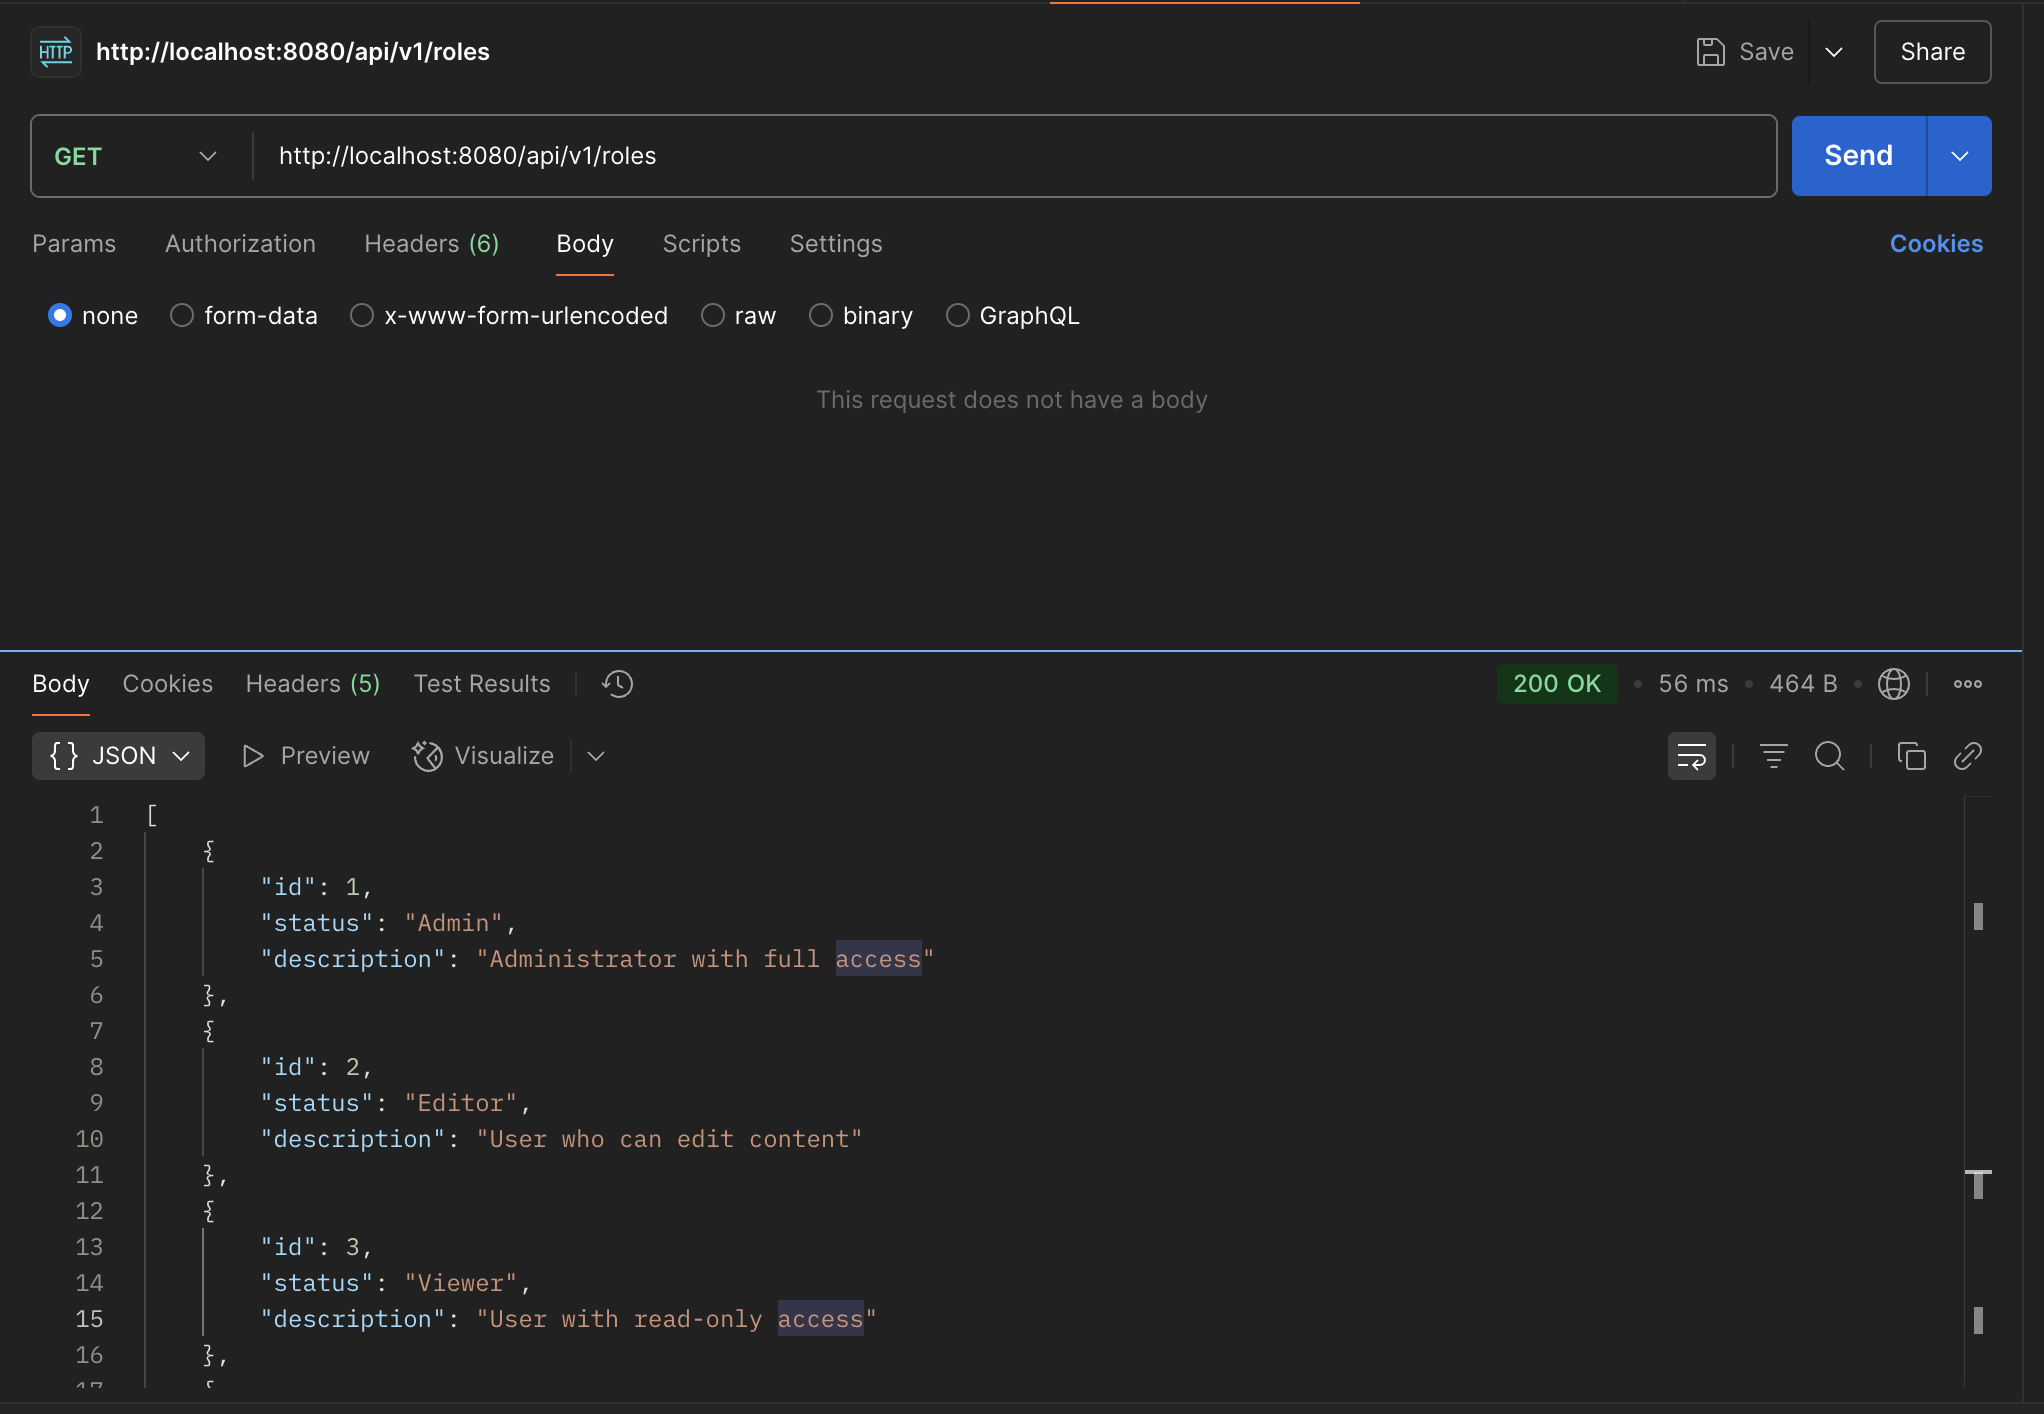 HTTP http://localhost:8080/api/v1/roles Save Share
GET http://localhost:8080/api/v1/roles Send
Params Authorization Headers (6) Body Scripts Settings Cookies
none form-data x-www-form-urlencoded raw binary GraphQL
This request does not have a body
Body Cookies Headers (5) Test Results 200 OK • 56 ms • 464 B •
{} JSON Preview Visualize
1 [
2 {
3 "id": 1,
4 "status": "Admin",
5 "description": "Administrator with full access"
6 },
7 {
8 "id": 2,
9 "status": "Editor",
10 "description": "User who can edit content"
11 },
12 {
13 "id": 3,
14 "status": "Viewer",
15 "description": "User with read-only access"
16 },
17 {